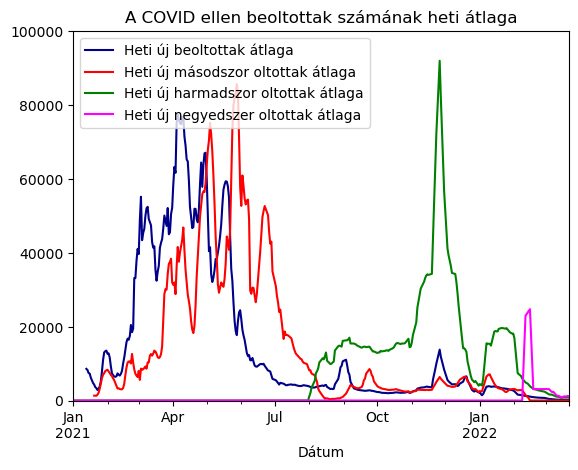 A COVID ellen beoltottak számának heti átlaga
100000
80000
60000
40000
20000
0
Heti új beoltottak átlaga
Heti új másodszor oltottak átlaga
Heti új harmadszor oltottak átlaga
Heti új negyedszer oltottak átlaga
Jan Apr Jul Oct Jan
2021 2022
Dátum